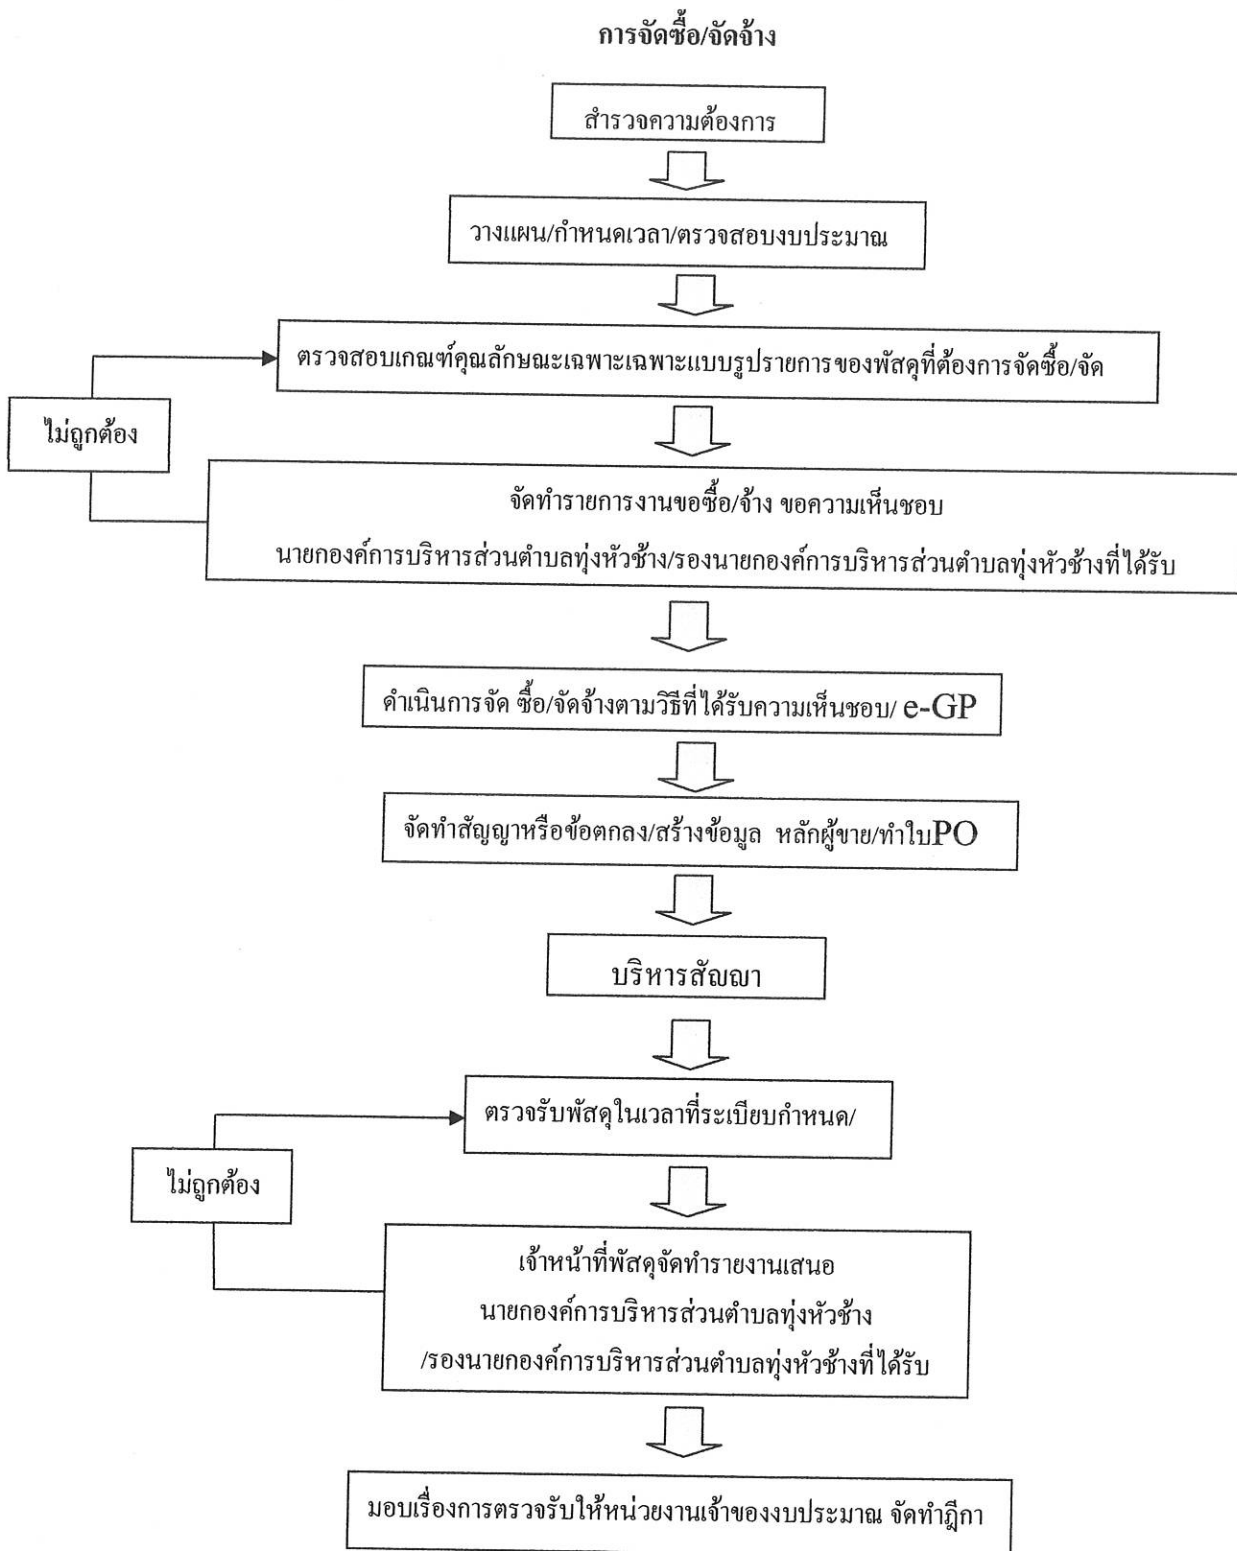 การจัดซื้อ/จัดจ้าง
สำรวจความต้องการ
วางแผน/กำหนดเวลา/ตรวจสอบงบประมาณ
ตรวจสอบเกณฑ์คุณลักษณะเฉพาะเฉพาะแบบรูปรายการของพัสดุที่ต้องการจัดซื้อ/จัด
ไม่ถูกต้อง
จัดทำรายการงานขอซื้อ/จ้าง ขอความเห็นชอบ
นายกองค์การบริหารส่วนตำบลทุ่งหัวช้าง/รองนายกองค์การบริหารส่วนตำบลทุ่งหัวช้างที่ได้รับ
ดำเนินการจัด ซื้อ/จัดจ้างตามวิธีที่ได้รับความเห็นชอบ/ e-GP
จัดทำสัญญาหรือข้อตกลง/สร้างข้อมูล หลักผู้ขาย/ทำใบPO
บริหารสัญญา
ตรวจรับพัสดุในเวลาที่ระเบียบกำหนด/
ไม่ถูกต้อง
เจ้าหน้าที่พัสดุจัดทำรายงานเสนอ
นายกองค์การบริหารส่วนตำบลทุ่งหัวช้าง
/รองนายกองค์การบริหารส่วนตำบลทุ่งหัวช้างที่ได้รับ
มอบเรื่องการตรวจรับให้หน่วยงานเจ้าของงบประมาณ จัดทำฎีกา